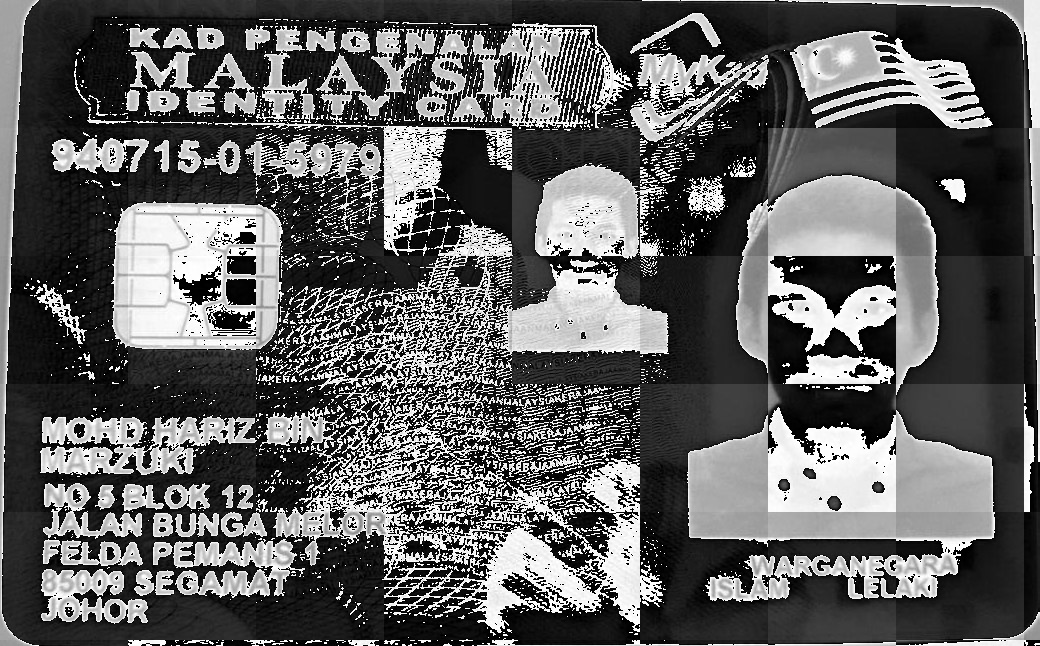 KAD PENGENALAN
MALAYSIA
IDENTITY CARD
MyKad
940715-01-5979
MOHD HARIZ BIN
MARZUKI
NO 5 BLOK 12
JALAN BUNGA MELOR
FELDA PEMANIS 1
85009 SEGAMAT
JOHOR
WARGANEGARA
ISLAM LELAKI